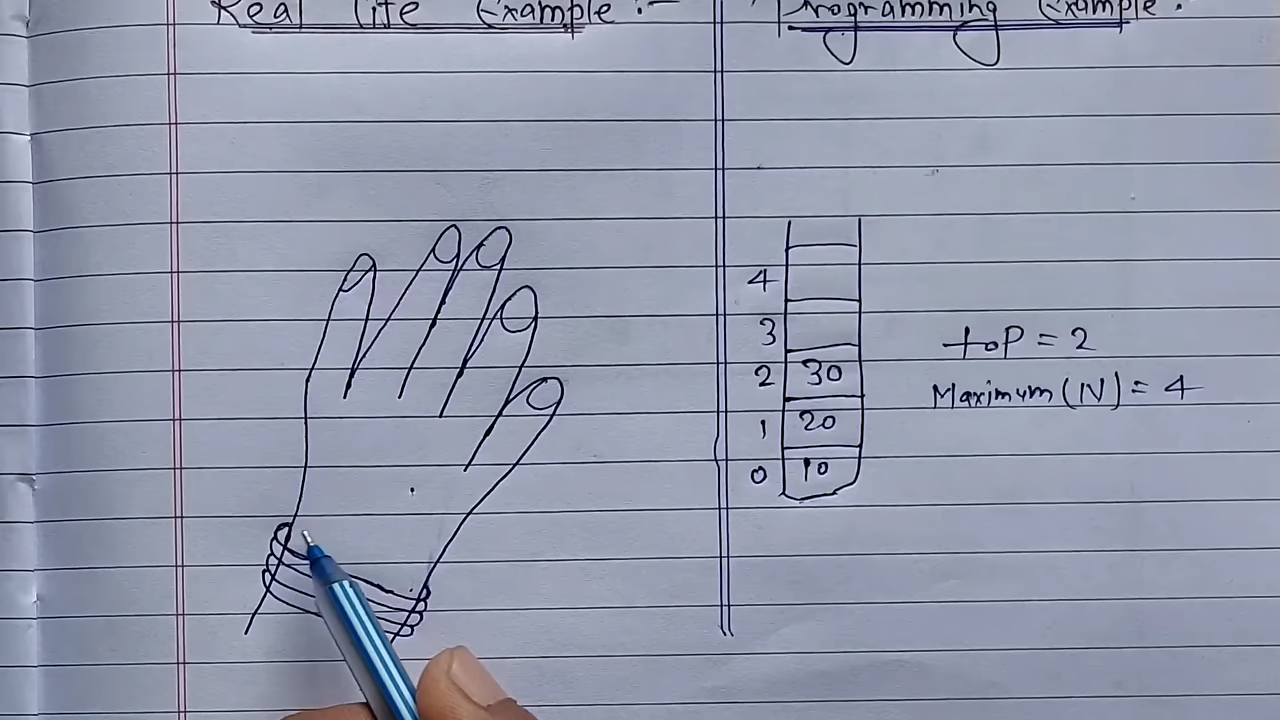 Real Life Example :-
Programming Example :
4
3
2 30
1 20
0 10
top = 2
Maximum (N) = 4